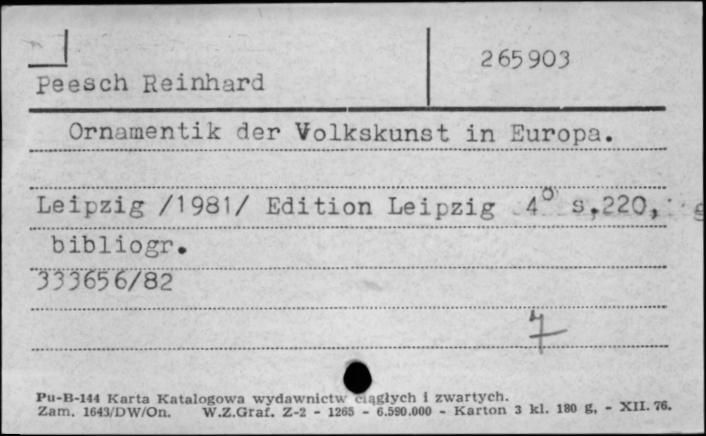 265903
Peesch Reinhard
Ornamentik der Volkskunst in Europa.
Leipzig /1981/ Edition Leipzig 4° s.220,
bibliogr.
333656/82
Pu-B-144 Karta Katalogowa wydawnictw ciągłych i zwartych.
Zam. 1643/DW/On. W.Z.Graf. Z-2 - 1265 - 6.590.000 - Karton 3 kl. 180 g. - XII. 76.